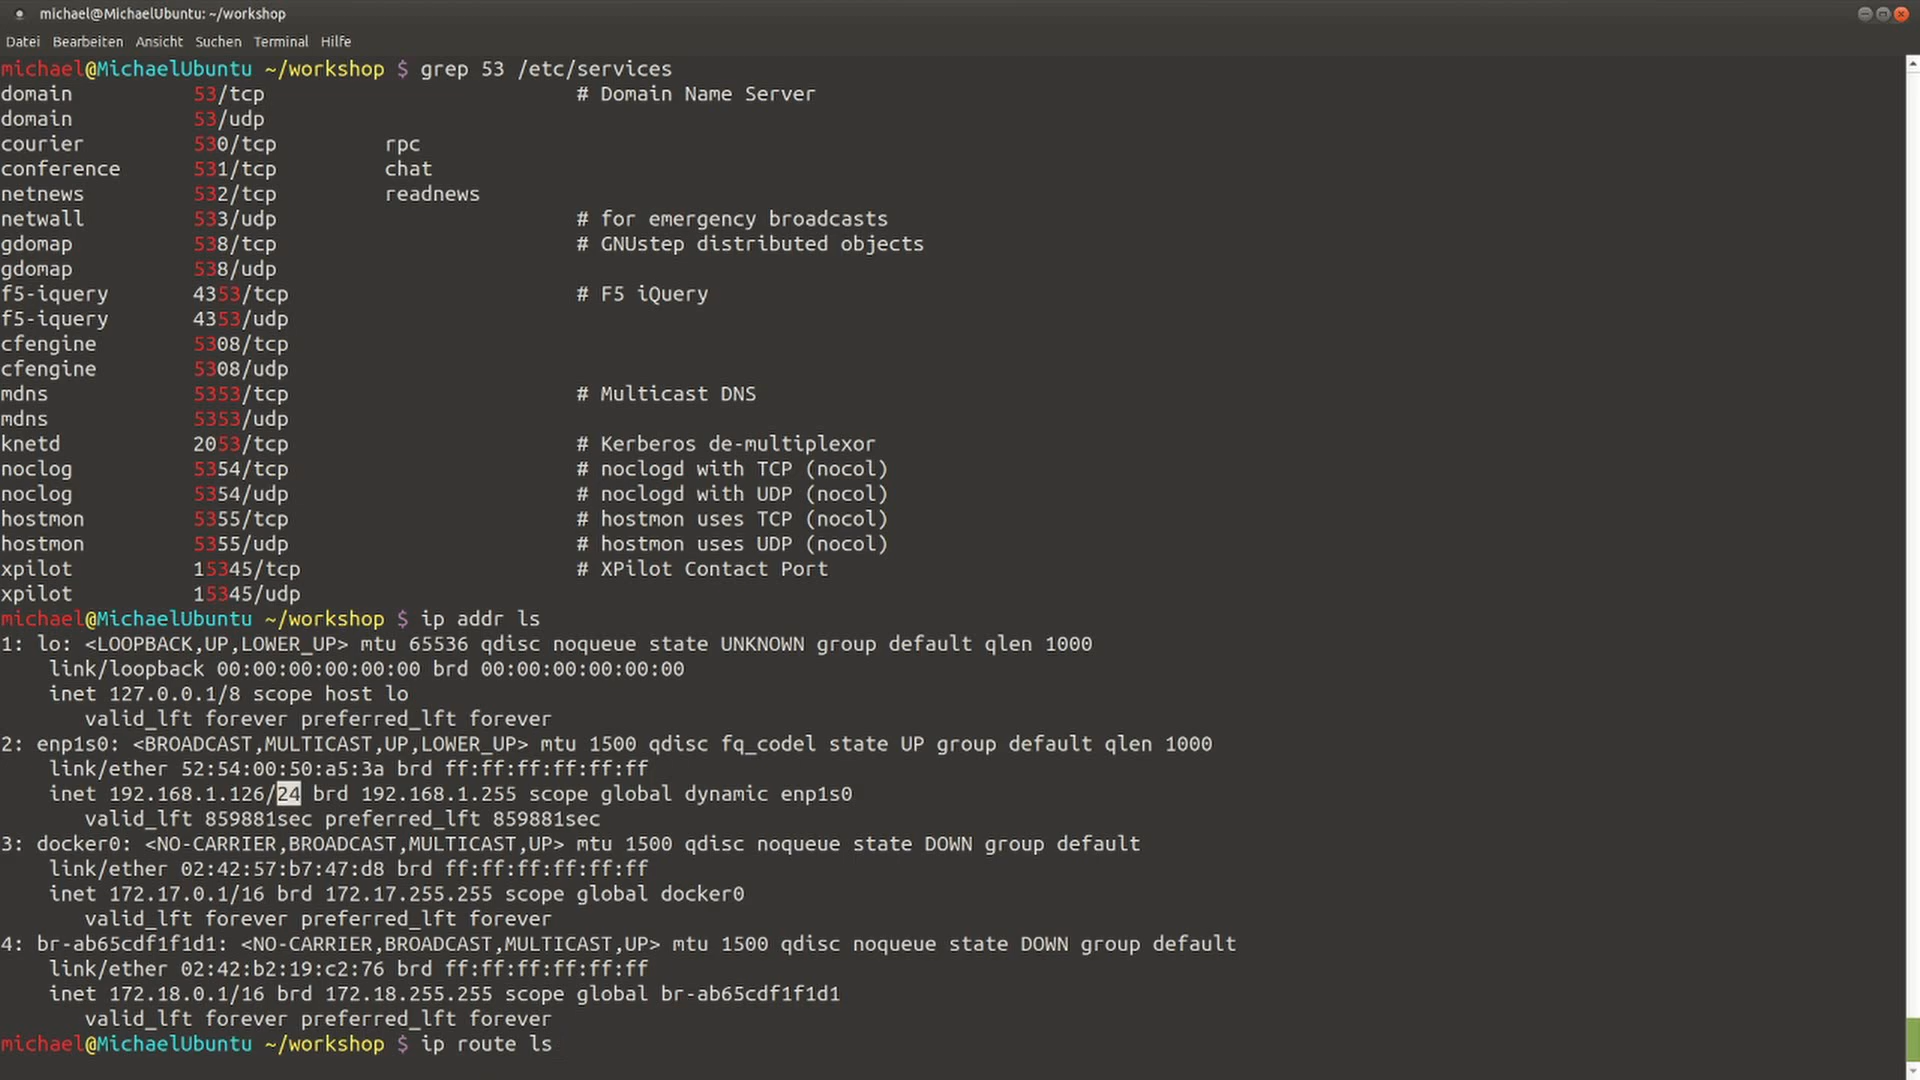 michael@MichaelUbuntu: ~/workshop
Datei Bearbeiten Ansicht Suchen Terminal Hilfe
michael@MichaelUbuntu ~/workshop $ grep 53 /etc/services
domain 53/tcp # Domain Name Server
domain 53/udp
courier 530/tcp rpc
conference 531/tcp chat
netnews 532/tcp readnews
netwall 533/udp # for emergency broadcasts
gdomap 538/tcp # GNUstep distributed objects
gdomap 538/udp
f5-iquery 4353/tcp # F5 iQuery
f5-iquery 4353/udp
cfengine 5308/tcp
cfengine 5308/udp
mdns 5353/tcp # Multicast DNS
mdns 5353/udp
knetd 2053/tcp # Kerberos de-multiplexor
noclog 5354/tcp # noclogd with TCP (nocol)
noclog 5354/udp # noclogd with UDP (nocol)
hostmon 5355/tcp # hostmon uses TCP (nocol)
hostmon 5355/udp # hostmon uses UDP (nocol)
xpilot 15345/tcp # XPilot Contact Port
xpilot 15345/udp
michael@MichaelUbuntu ~/workshop $ ip addr ls
1: lo: <LOOPBACK,UP,LOWER_UP> mtu 65536 qdisc noqueue state UNKNOWN group default qlen 1000
link/loopback 00:00:00:00:00:00 brd 00:00:00:00:00:00
inet 127.0.0.1/8 scope host lo
valid_lft forever preferred_lft forever
2: enp1s0: <BROADCAST,MULTICAST,UP,LOWER_UP> mtu 1500 qdisc fq_codel state UP group default qlen 1000
link/ether 52:54:00:50:a5:3a brd ff:ff:ff:ff:ff:ff
inet 192.168.1.126/24 brd 192.168.1.255 scope global dynamic enp1s0
valid_lft 859881sec preferred_lft 859881sec
3: docker0: <NO-CARRIER,BROADCAST,MULTICAST,UP> mtu 1500 qdisc noqueue state DOWN group default
link/ether 02:42:57:b7:47:d8 brd ff:ff:ff:ff:ff:ff
inet 172.17.0.1/16 brd 172.17.255.255 scope global docker0
valid_lft forever preferred_lft forever
4: br-ab65cdf1f1d1: <NO-CARRIER,BROADCAST,MULTICAST,UP> mtu 1500 qdisc noqueue state DOWN group default
link/ether 02:42:b2:19:c2:76 brd ff:ff:ff:ff:ff:ff
inet 172.18.0.1/16 brd 172.18.255.255 scope global br-ab65cdf1f1d1
valid_lft forever preferred_lft forever
michael@MichaelUbuntu ~/workshop $ ip route ls